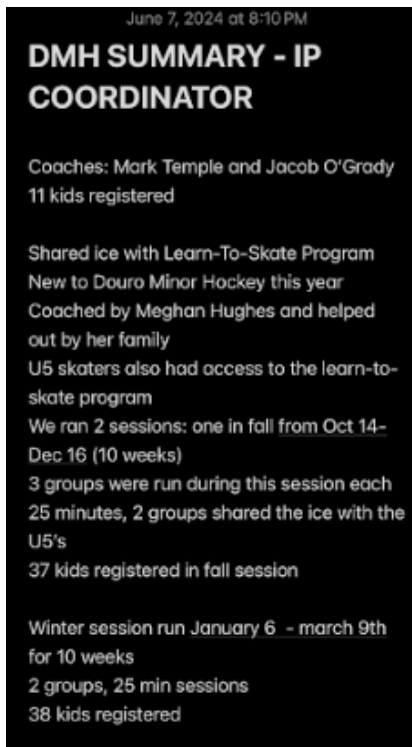 June 7, 2024 at 8:10 PM
DMH SUMMARY - IP
COORDINATOR
Coaches: Mark Temple and Jacob O'Grady
11 kids registered
Shared ice with Learn-To-Skate Program
New to Douro Minor Hockey this year
Coached by Meghan Hughes and helped
out by her family
U5 skaters also had access to the learn-to-
skate program
We ran 2 sessions: one in fall from Oct 14-
Dec 16 (10 weeks)
3 groups were run during this session each
25 minutes, 2 groups shared the ice with the
U5's
37 kids registered in fall session
Winter session run January 6  - march 9th
for 10 weeks
2 groups, 25 min sessions
38 kids registered